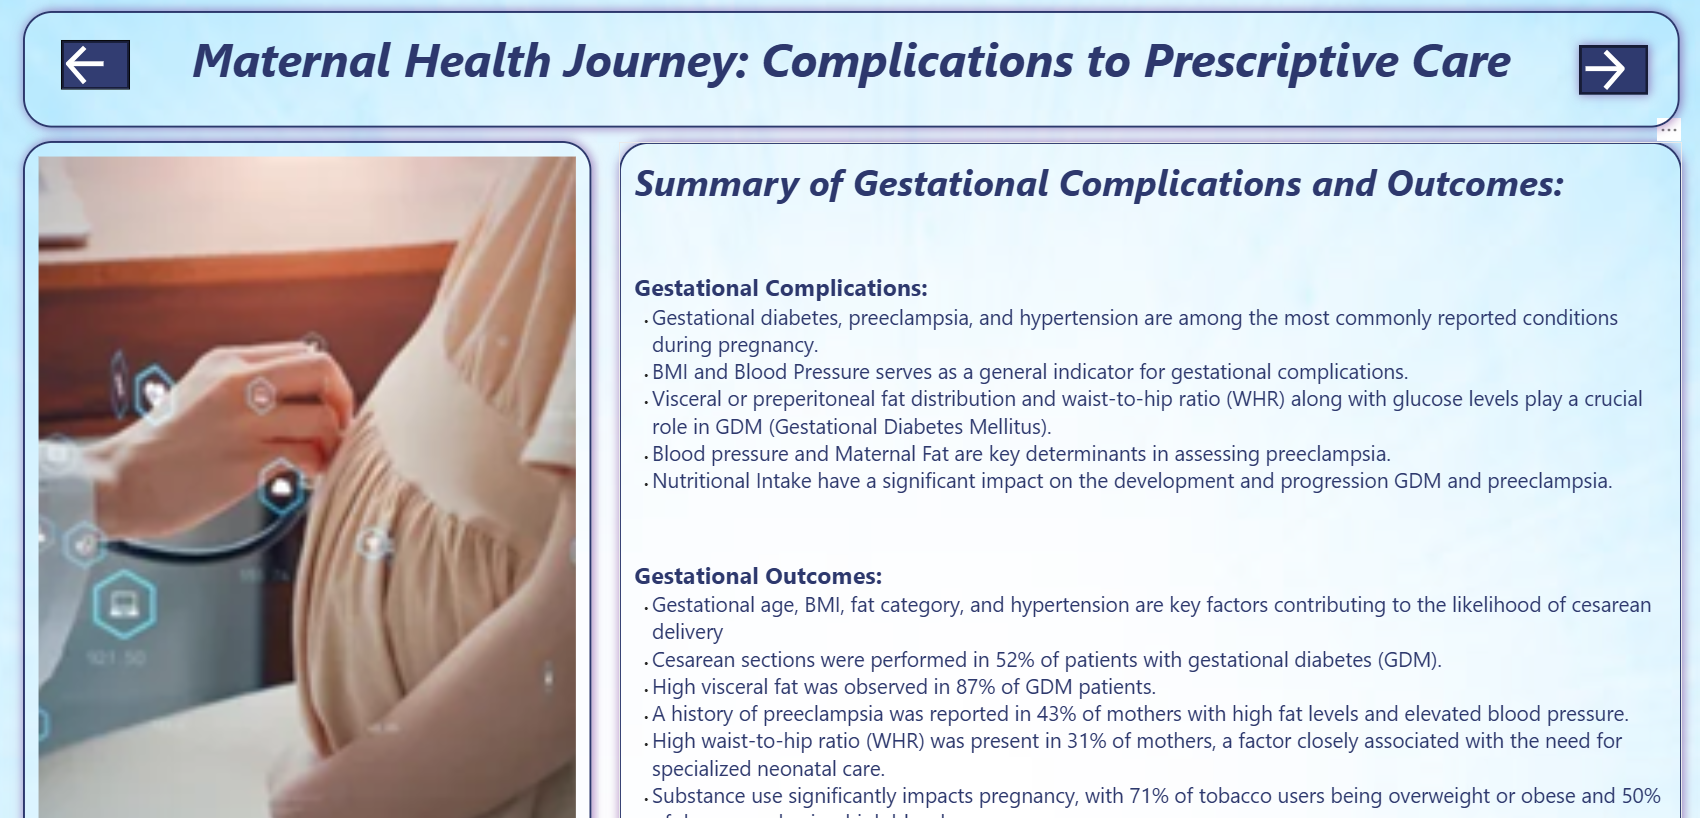 Maternal Health Journey: Complications to Prescriptive Care
Summary of Gestational Complications and Outcomes:
Gestational Complications:
· Gestational diabetes, preeclampsia, and hypertension are among the most commonly reported conditions
during pregnancy.
· BMI and Blood Pressure serves as a general indicator for gestational complications.
· Visceral or preperitoneal fat distribution and waist-to-hip ratio (WHR) along with glucose levels play a crucial
role in GDM (Gestational Diabetes Mellitus).
· Blood pressure and Maternal Fat are key determinants in assessing preeclampsia.
· Nutritional Intake have a significant impact on the development and progression GDM and preeclampsia.
Gestational Outcomes:
· Gestational age, BMI, fat category, and hypertension are key factors contributing to the likelihood of cesarean
delivery
· Cesarean sections were performed in 52% of patients with gestational diabetes (GDM).
· High visceral fat was observed in 87% of GDM patients.
· A history of preeclampsia was reported in 43% of mothers with high fat levels and elevated blood pressure.
· High waist-to-hip ratio (WHR) was present in 31% of mothers, a factor closely associated with the need for
specialized neonatal care.
· Substance use significantly impacts pregnancy, with 71% of tobacco users being overweight or obese and 50%